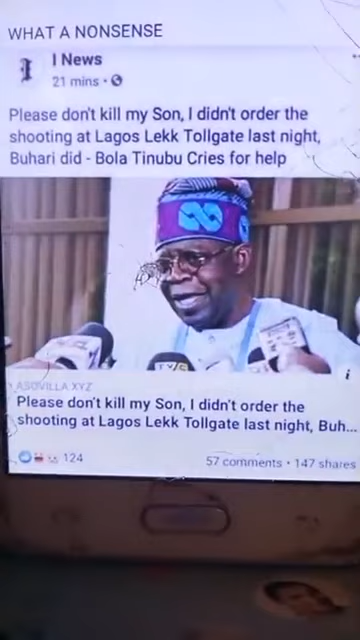 WHAT A NONSENSE
I News
21 mins ·
Please don't kill my Son, I didn't order the
shooting at Lagos Lekk Tollgate last night,
Buhari did - Bola Tinubu Cries for help
TVC
i
ASOVILLA.XYZ
Please don't kill my Son, I didn't order the
shooting at Lagos Lekk Tollgate last night, Buh...
124
57 comments • 147 shares